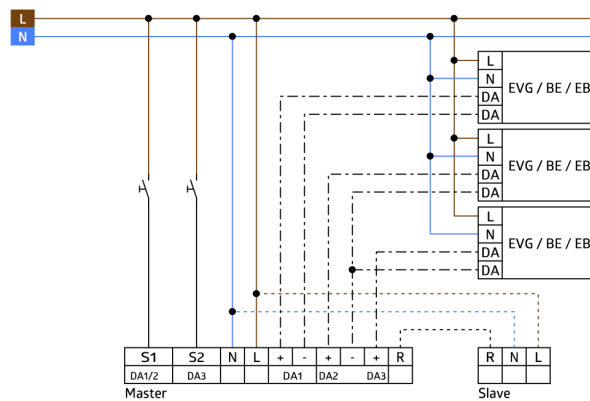 L
N
L
N
DA
DA
EVG / BE / EB
L
N
DA
DA
EVG / BE / EB
L
N
DA
DA
EVG / BE / EB
S1 S2 N L + - + - + R
DA1/2 DA3 DA1 DA2 DA3
Master
R N L
Slave